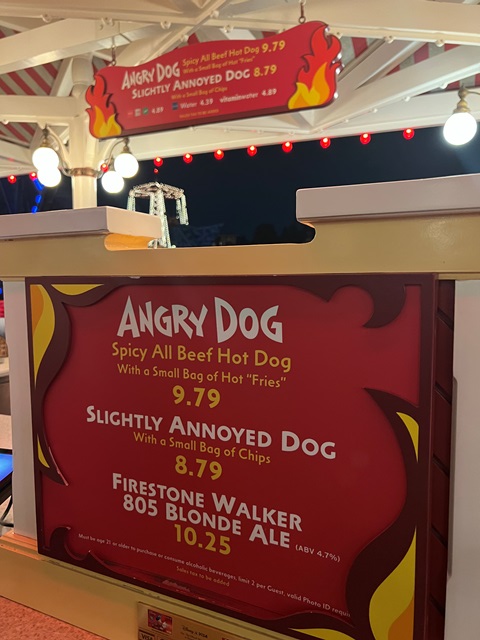 ANGRY DOG Spicy All Beef Hot Dog 9.79
With a Small Bag of Hot "Fries"
SLIGHTLY ANNOYED DOG 8.79
With a Small Bag of Chips
4.89 Water 4.39 vitaminwater 4.89
ANGRY DOG
Spicy All Beef Hot Dog
With a Small Bag of Hot "Fries"
9.79
SLIGHTLY ANNOYED DOG
With a Small Bag of Chips
8.79
FIRESTONE WALKER
805 BLONDE ALE (ABV 4.7%)
10.25
Must be age 21 or older to purchase or consume alcoholic beverages, limit 2 per Guest, valid Photo ID
Sales tax to be added
VISA